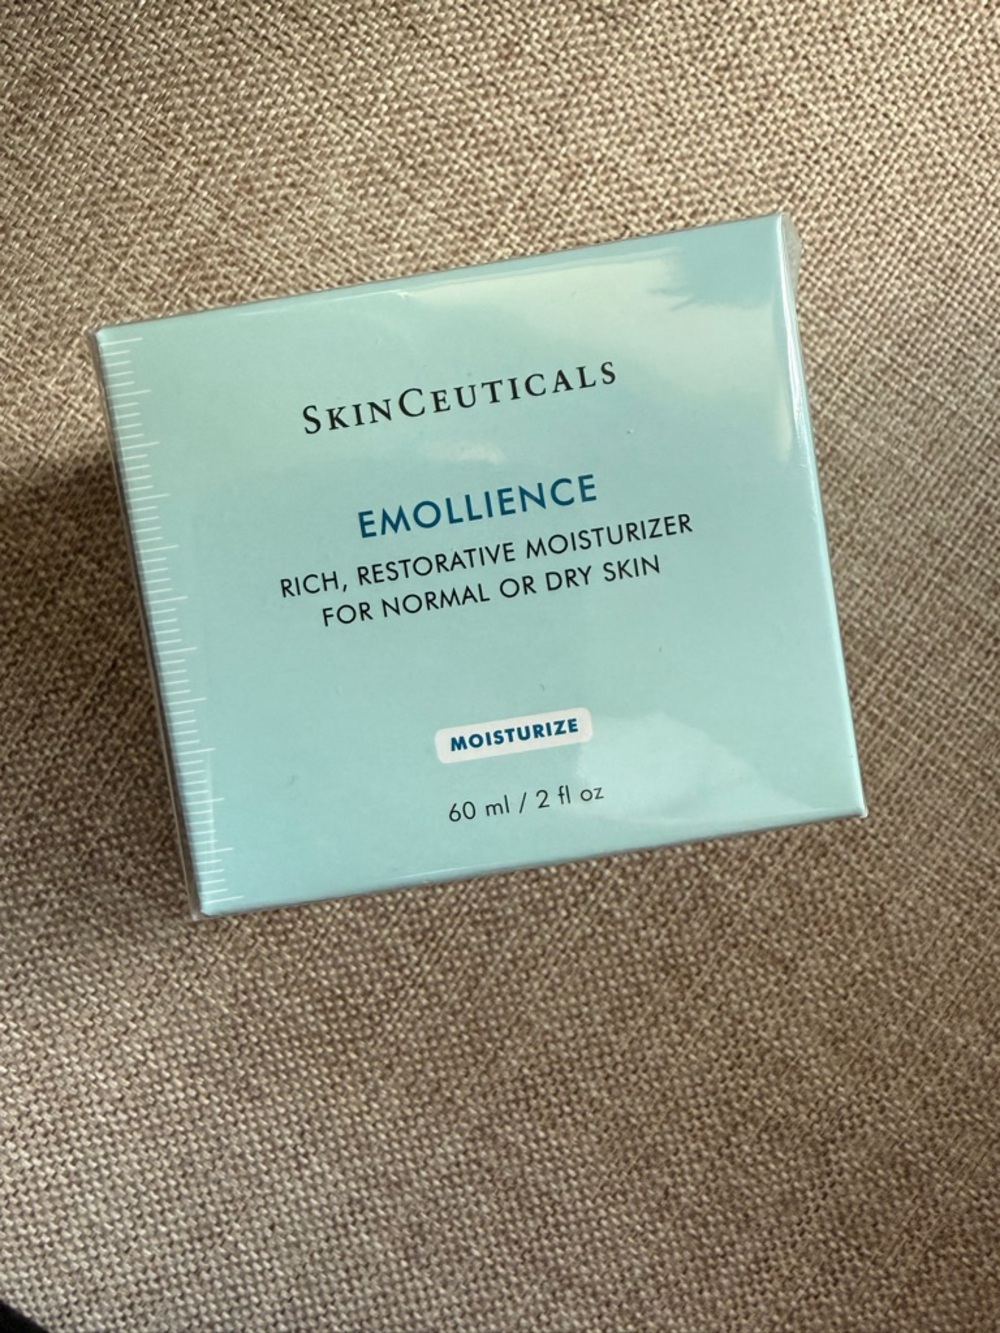 SKINCEUTICALS
EMOLLIENCE
RICH, RESTORATIVE MOISTURIZER
FOR NORMAL OR DRY SKIN
MOISTURIZE
60 ml / 2 fl oz